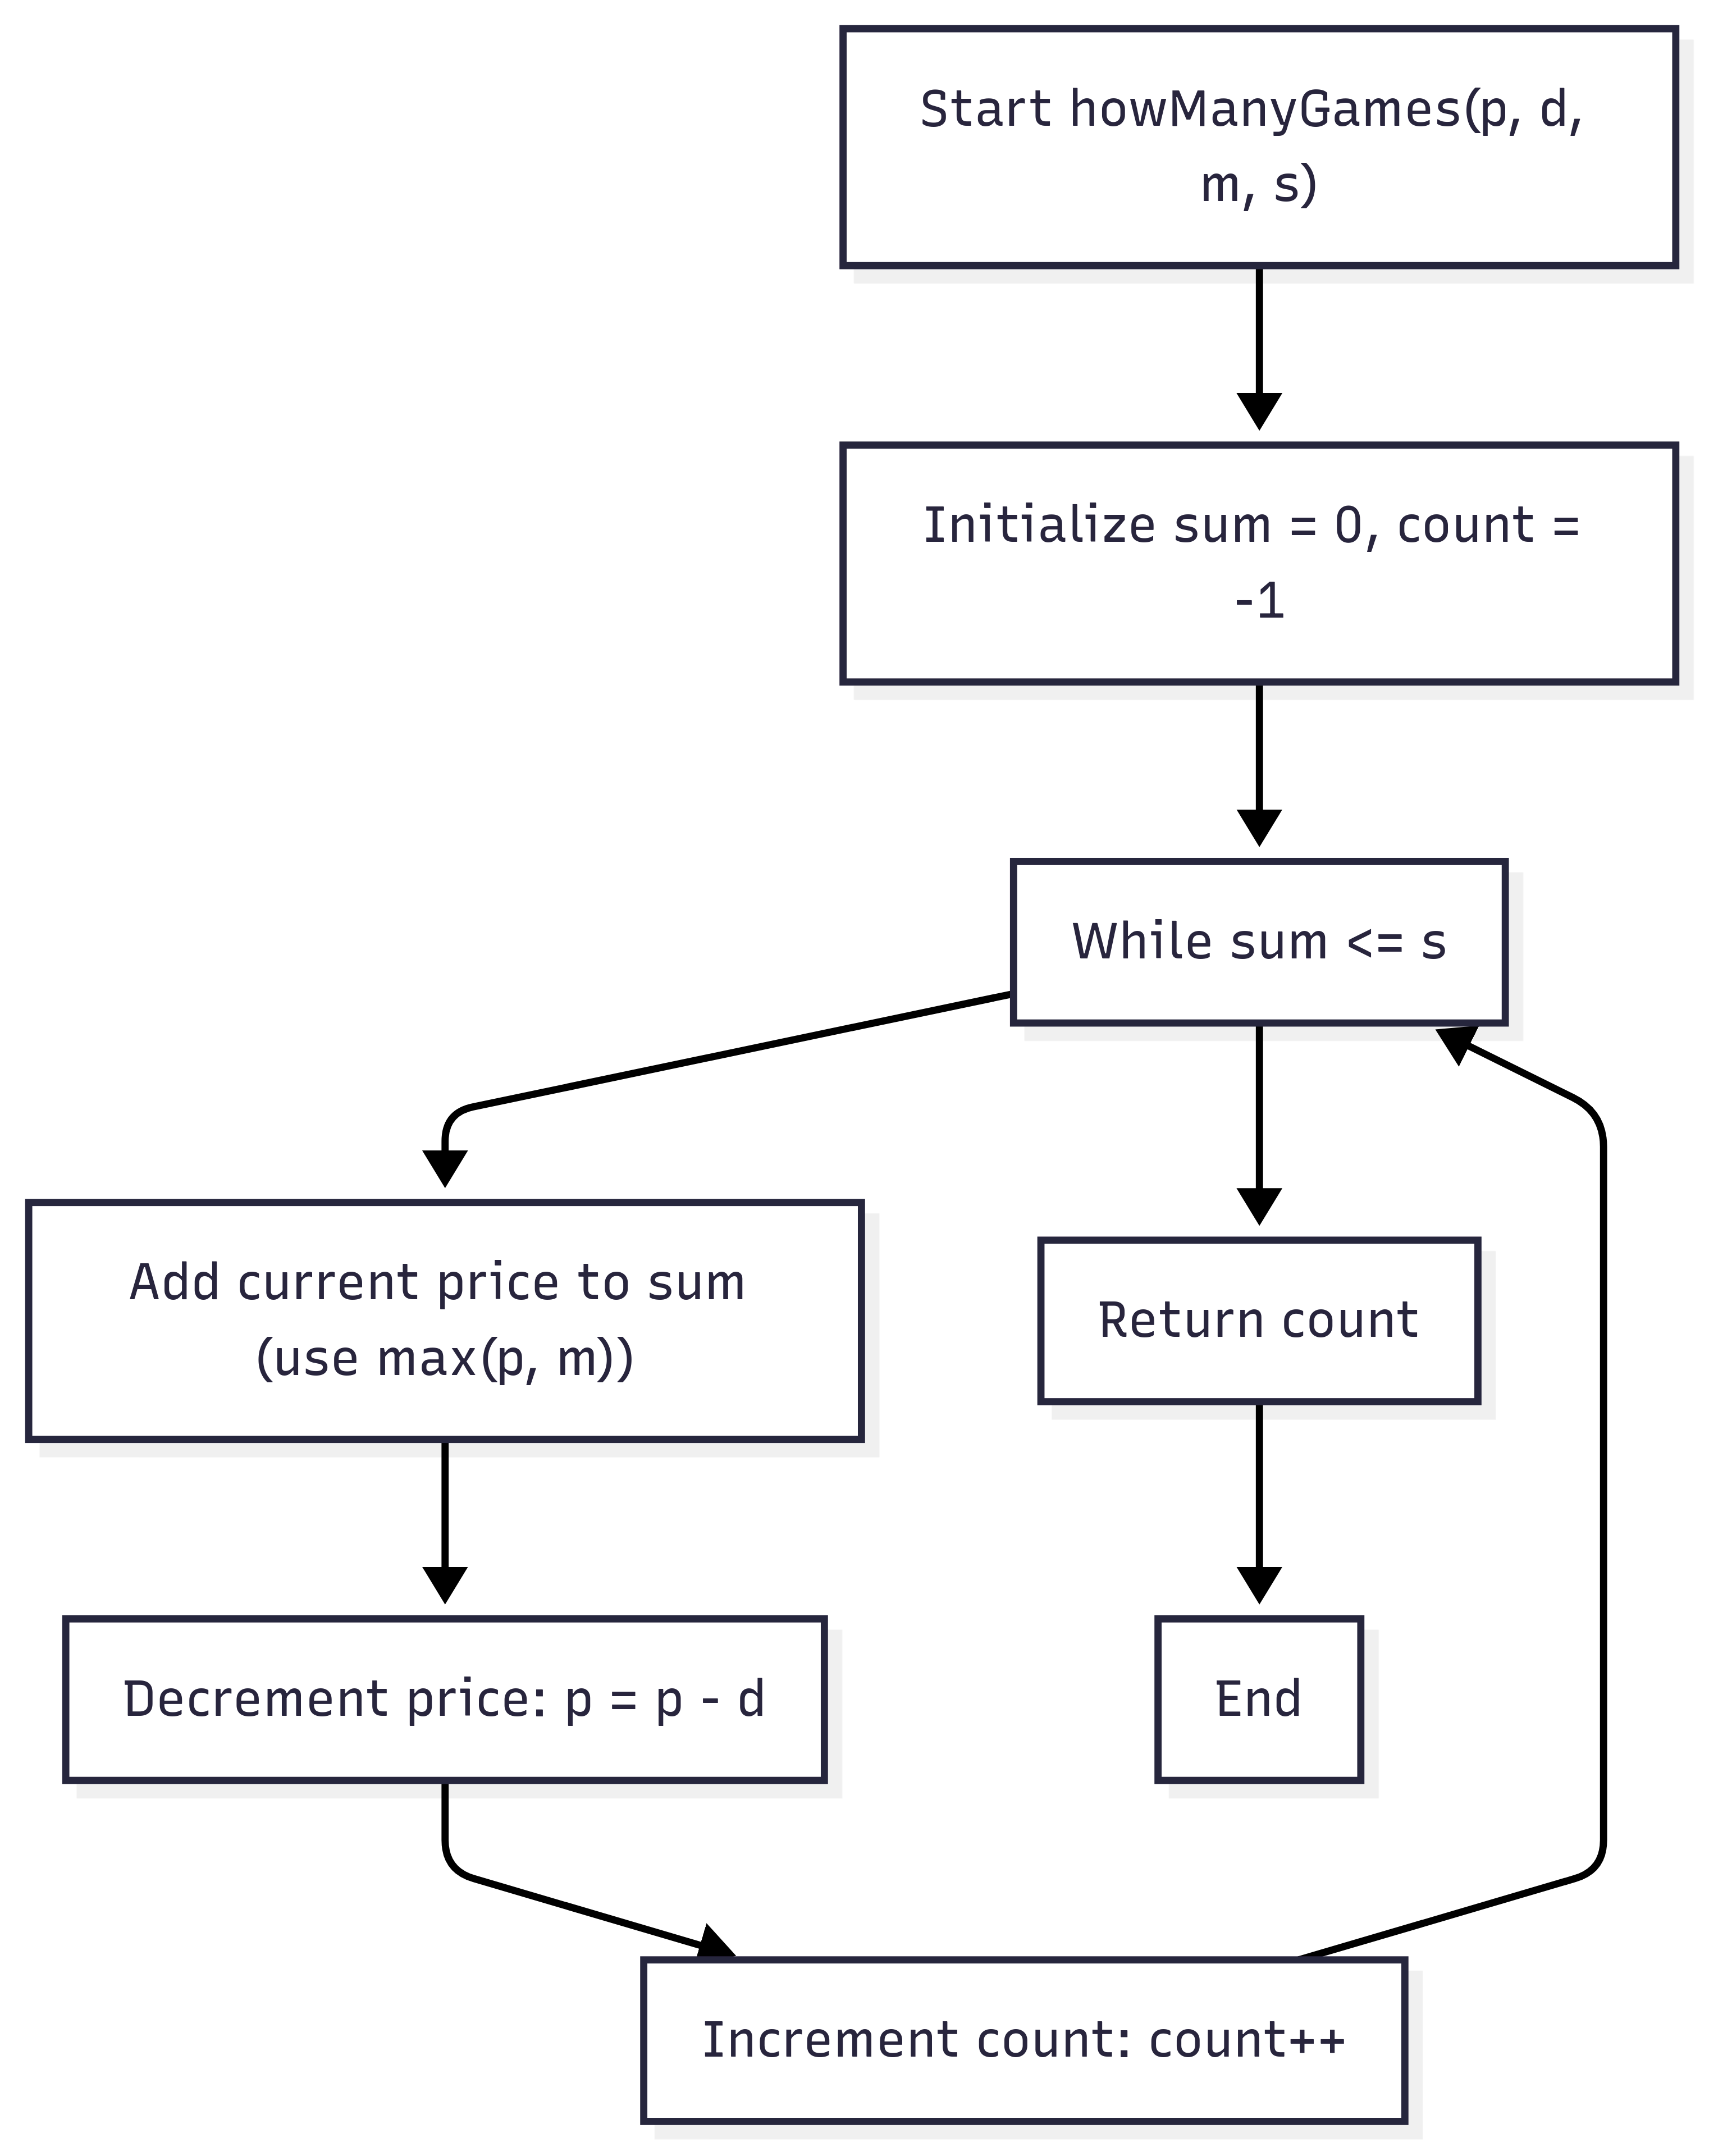 Start howManyGames(p, d,
m, s)
Initialize sum = 0, count =
-1
While sum <= s
Add current price to sum
(use max(p, m))
Return count
Decrement price: p = p - d
End
Increment count: count++